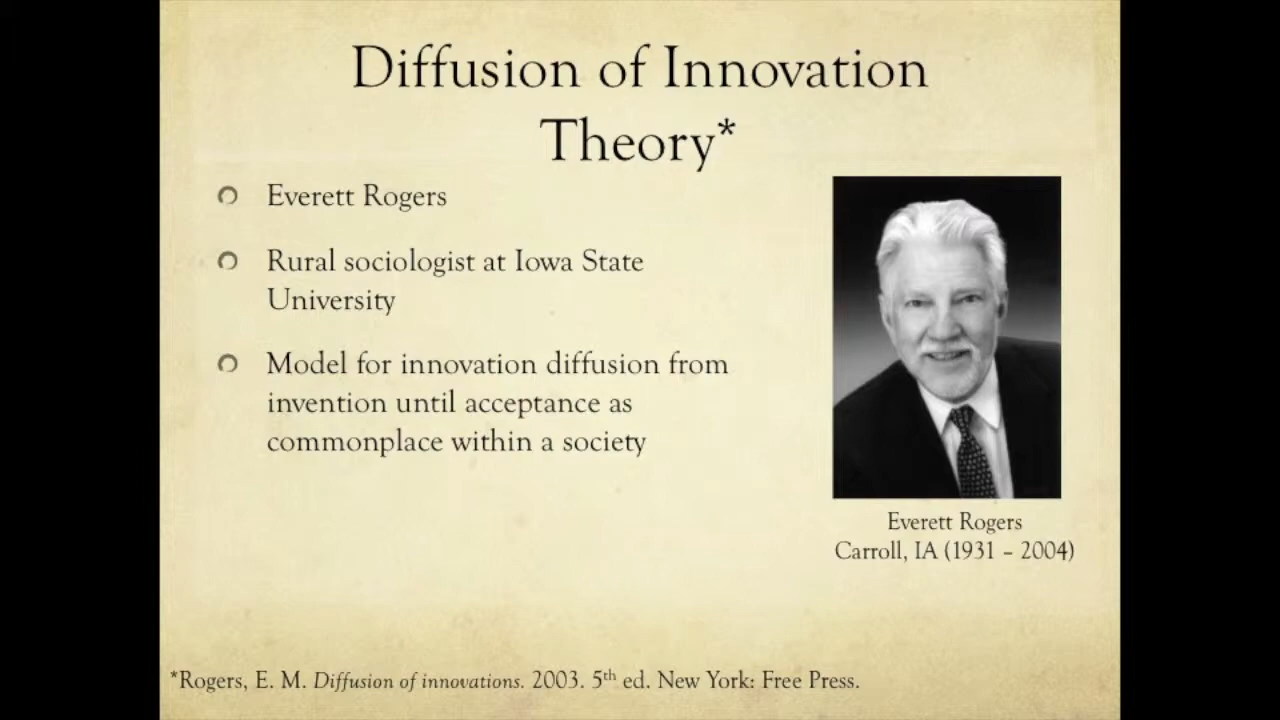 Diffusion of Innovation
Theory*
Everett Rogers
Rural sociologist at Iowa State
University
Model for innovation diffusion from
invention until acceptance as
commonplace within a society
Everett Rogers
Carroll, IA (1931 – 2004)
*Rogers, E. M. Diffusion of innovations. 2003. 5th ed. New York: Free Press.